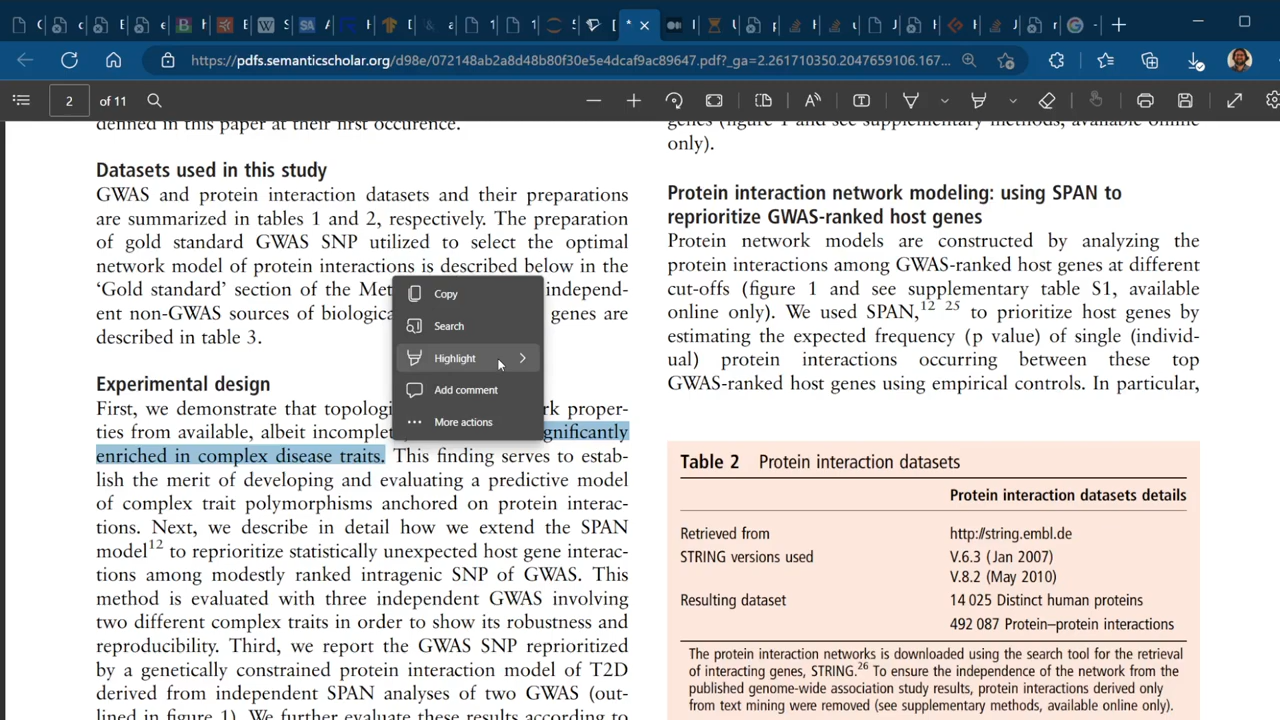 https://pdfs.semanticscholar.org/d98e/072148ab2a8d48b80f30e5e4dcaf9ac89647.pdf?_ga=2.261710350.2047659106.167...
2 of 11
denned in this paper at their first occurence.
Datasets used in this study
GWAS and protein interaction datasets and their preparations
are summarized in tables 1 and 2, respectively. The preparation
of gold standard GWAS SNP utilized to select the optimal
network model of protein interactions is described below in the
‘Gold standard’ section of the Met independ-
ent non-GWAS sources of biologica genes are
described in table 3.
Experimental design
First, we demonstrate that topologi rk proper-
ties from available, albeit incomplet gnificantly
enriched in complex disease traits. This finding serves to estab-
lish the merit of developing and evaluating a predictive model
of complex trait polymorphisms anchored on protein interac-
tions. Next, we describe in detail how we extend the SPAN
model12 to reprioritize statistically unexpected host gene interac-
tions among modestly ranked intragenic SNP of GWAS. This
method is evaluated with three independent GWAS involving
two different complex traits in order to show its robustness and
reproducibility. Third, we report the GWAS SNP reprioritized
by a genetically constrained protein interaction model of T2D
derived from independent SPAN analyses of two GWAS (out-
lined in figure 1). We further evaluate these results according to
Copy
Search
Highlight
Add comment
More actions
genes (figure 1 and see supplementary methods, available online
only).
Protein interaction network modeling: using SPAN to
reprioritize GWAS-ranked host genes
Protein network models are constructed by analyzing the
protein interactions among GWAS-ranked host genes at different
cut-offs (figure 1 and see supplementary table S1, available
online only). We used SPAN,12 25 to prioritize host genes by
estimating the expected frequency (p value) of single (individ-
ual) protein interactions occurring between these top
GWAS-ranked host genes using empirical controls. In particular,
Table 2 Protein interaction datasets
Protein interaction datasets details
Retrieved from http://string.embl.de
STRING versions used V.6.3 (Jan 2007)
V.8.2 (May 2010)
Resulting dataset 14 025 Distinct human proteins
492 087 Protein–protein interactions
The protein interaction networks is downloaded using the search tool for the retrieval
of interacting genes, STRING.26 To ensure the independence of the network from the
published genome-wide association study results, protein interactions derived only
from text mining were removed (see supplementary methods, available online only).